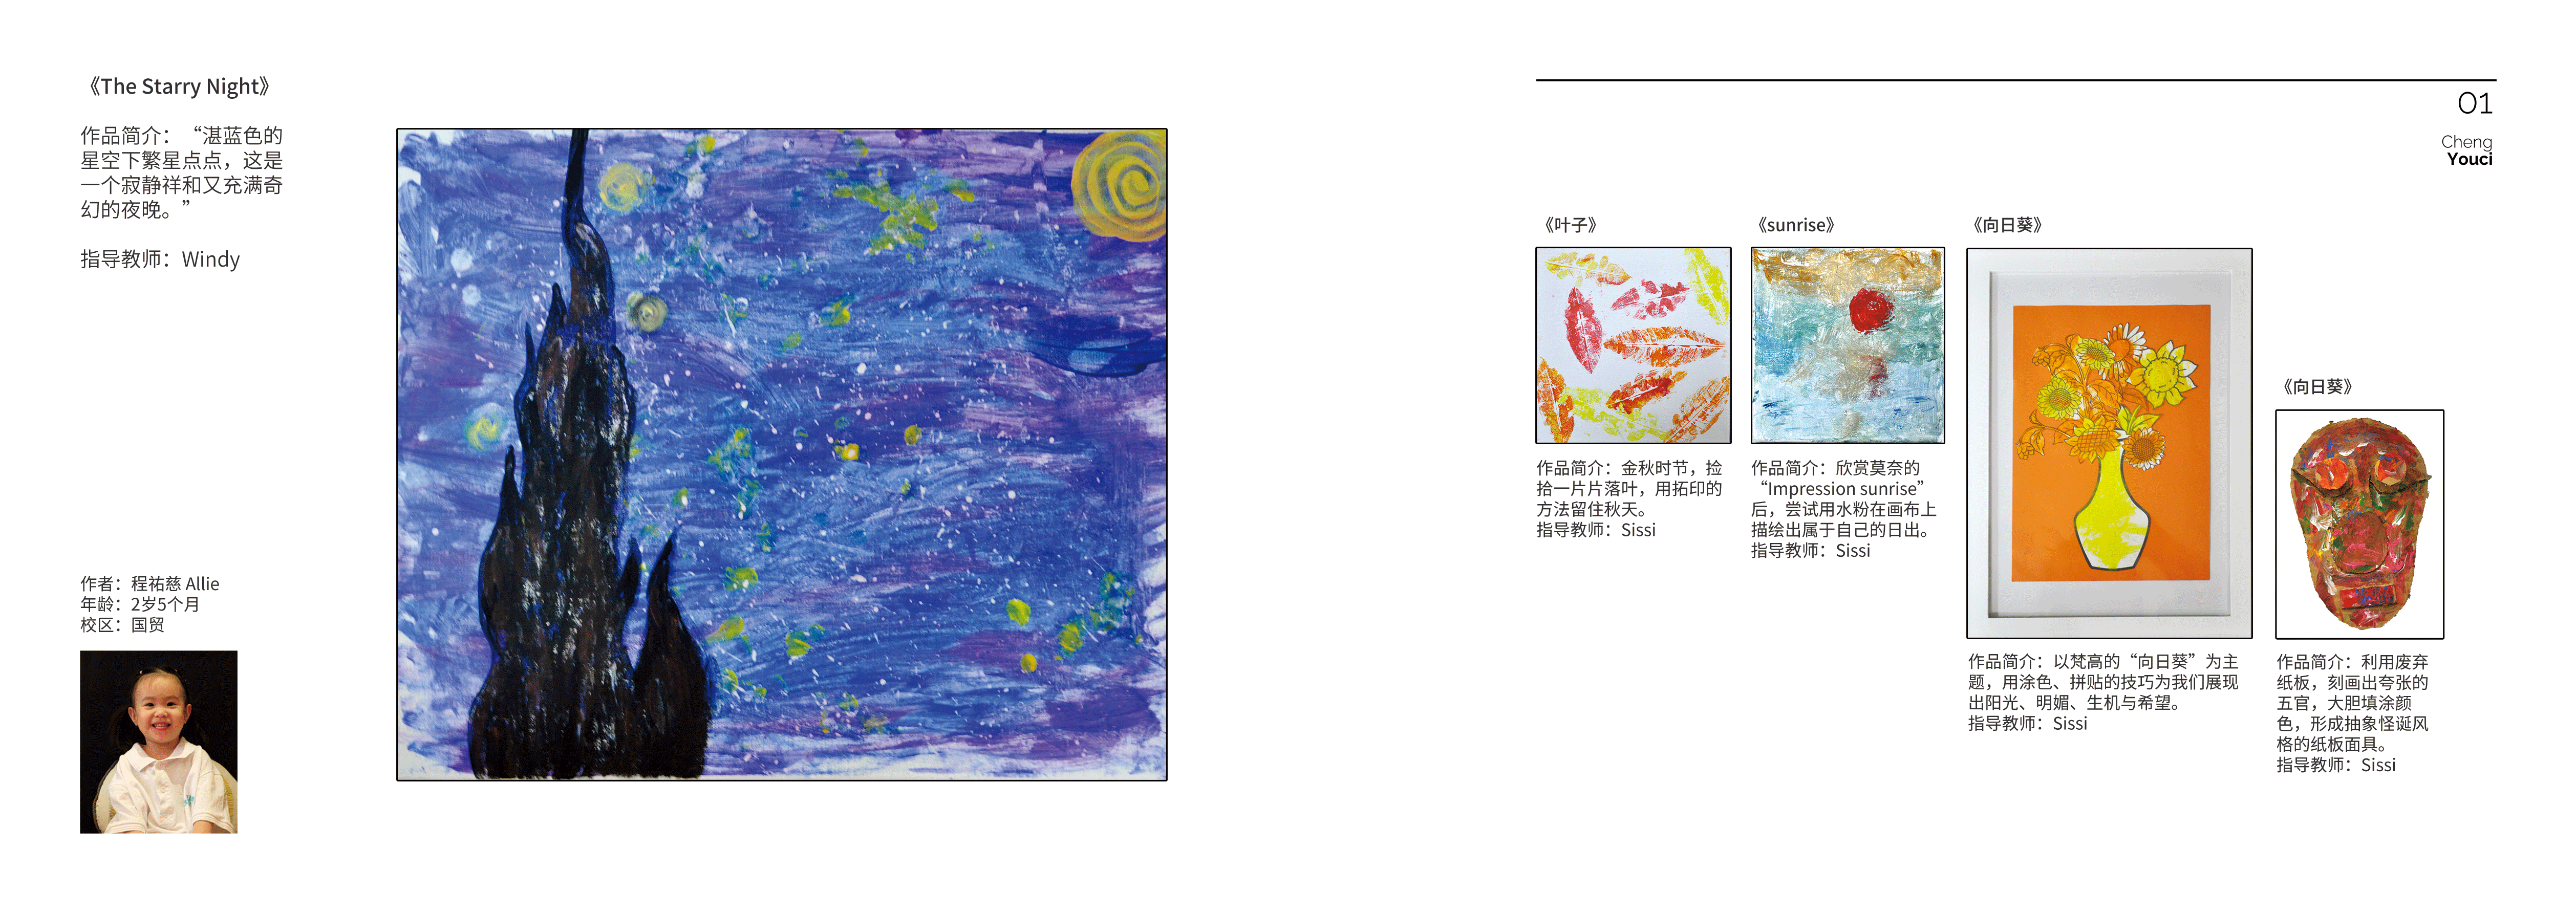 《The Starry Night》
作品简介：“湛蓝色的
星空下繁星点点，这是
一个寂静祥和又充满奇
幻的夜晚。”
指导教师：Windy
作者：程祐慈 Allie
年龄：2岁5个月
校区：国贸
01
Cheng
Youci
《叶子》
作品简介：金秋时节，捡
拾一片片落叶，用拓印的
方法留住秋天。
指导教师：Sissi
《sunrise》
作品简介：欣赏莫奈的
“Impression sunrise”
后，尝试用水粉在画布上
描绘出属于自己的日出。
指导教师：Sissi
《向日葵》
作品简介：以梵高的“向日葵”为主
题，用涂色、拼贴的技巧为我们展现
出阳光、明媚、生机与希望。
指导教师：Sissi
《向日葵》
作品简介：利用废弃
纸板，刻画出夸张的
五官，大胆填涂颜
色，形成抽象怪诞风
格的纸板面具。
指导教师：Sissi